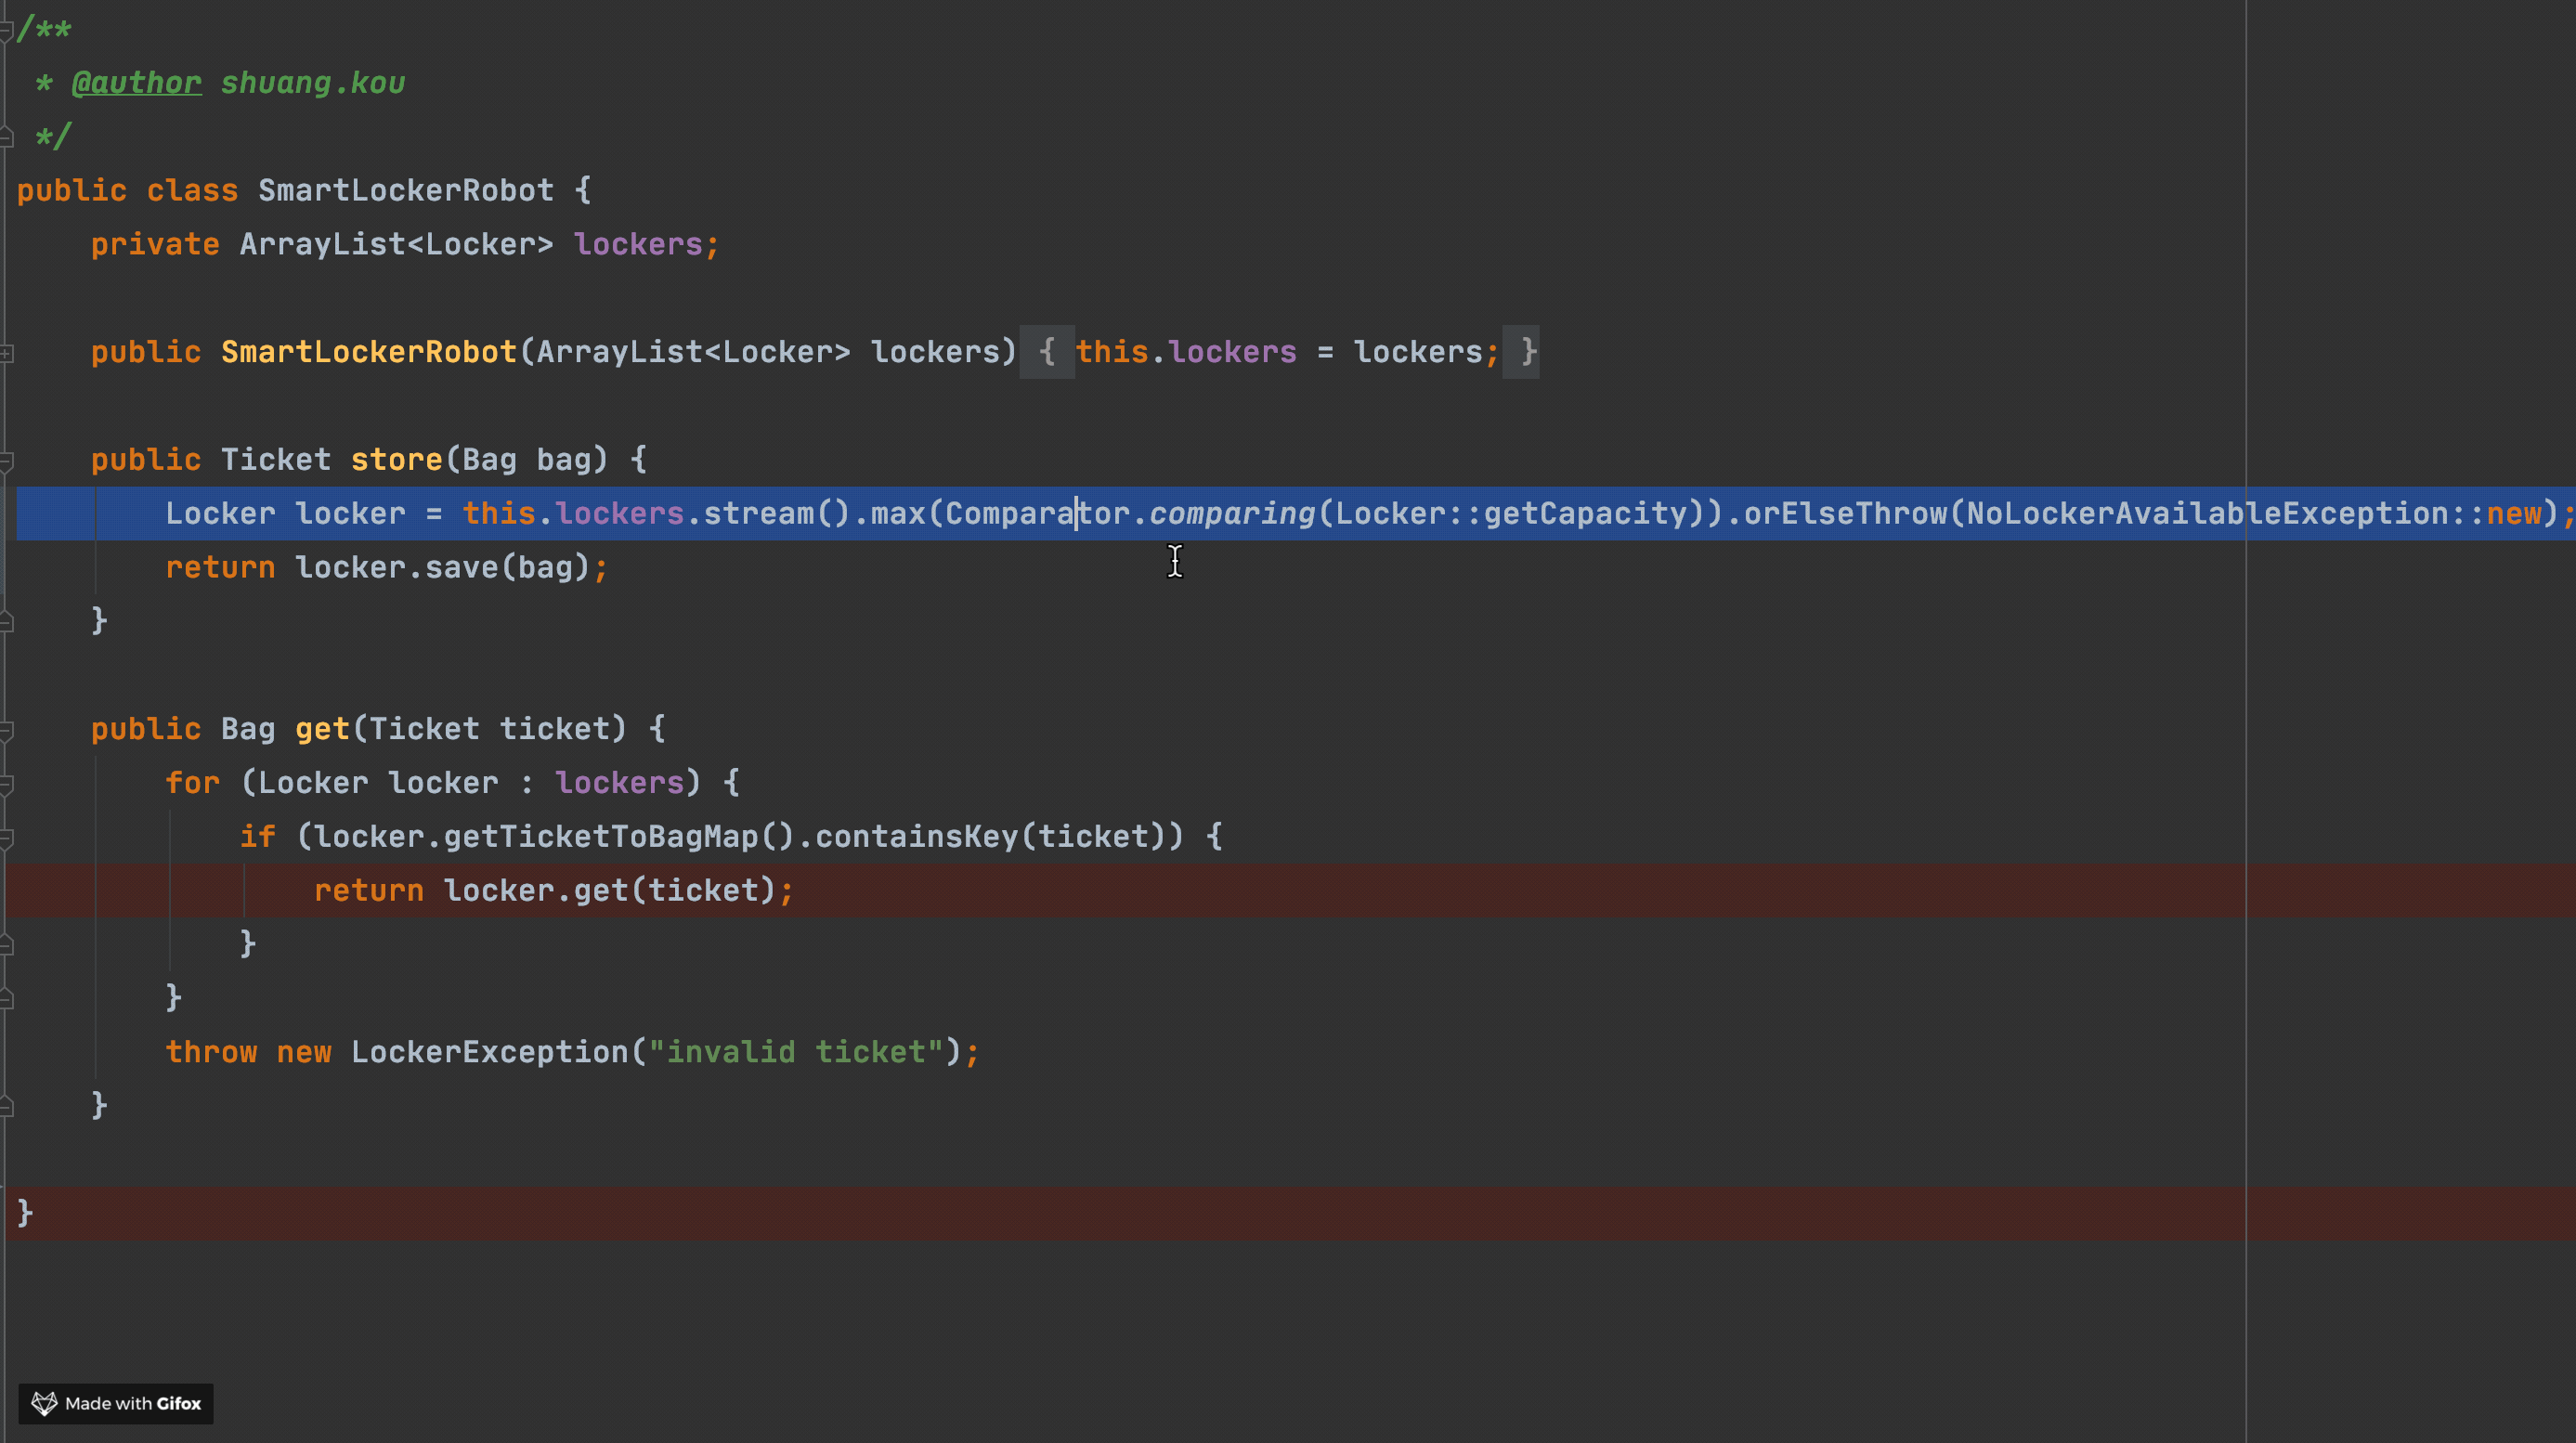 /**
 * @author shuang.kou
 */
public class SmartLockerRobot {
    private ArrayList<Locker> lockers;
    public SmartLockerRobot(ArrayList<Locker> lockers) { this.lockers = lockers; }
    public Ticket store(Bag bag) {
        Locker locker = this.lockers.stream().max(Comparator.comparing(Locker::getCapacity)).orElseThrow(NoLockerAvailableException::new);
        return locker.save(bag);
    }
    public Bag get(Ticket ticket) {
        for (Locker locker : lockers) {
            if (locker.getTicketToBagMap().containsKey(ticket)) {
                return locker.get(ticket);
            }
        }
        throw new LockerException("invalid ticket");
    }
}
Made with Gifox